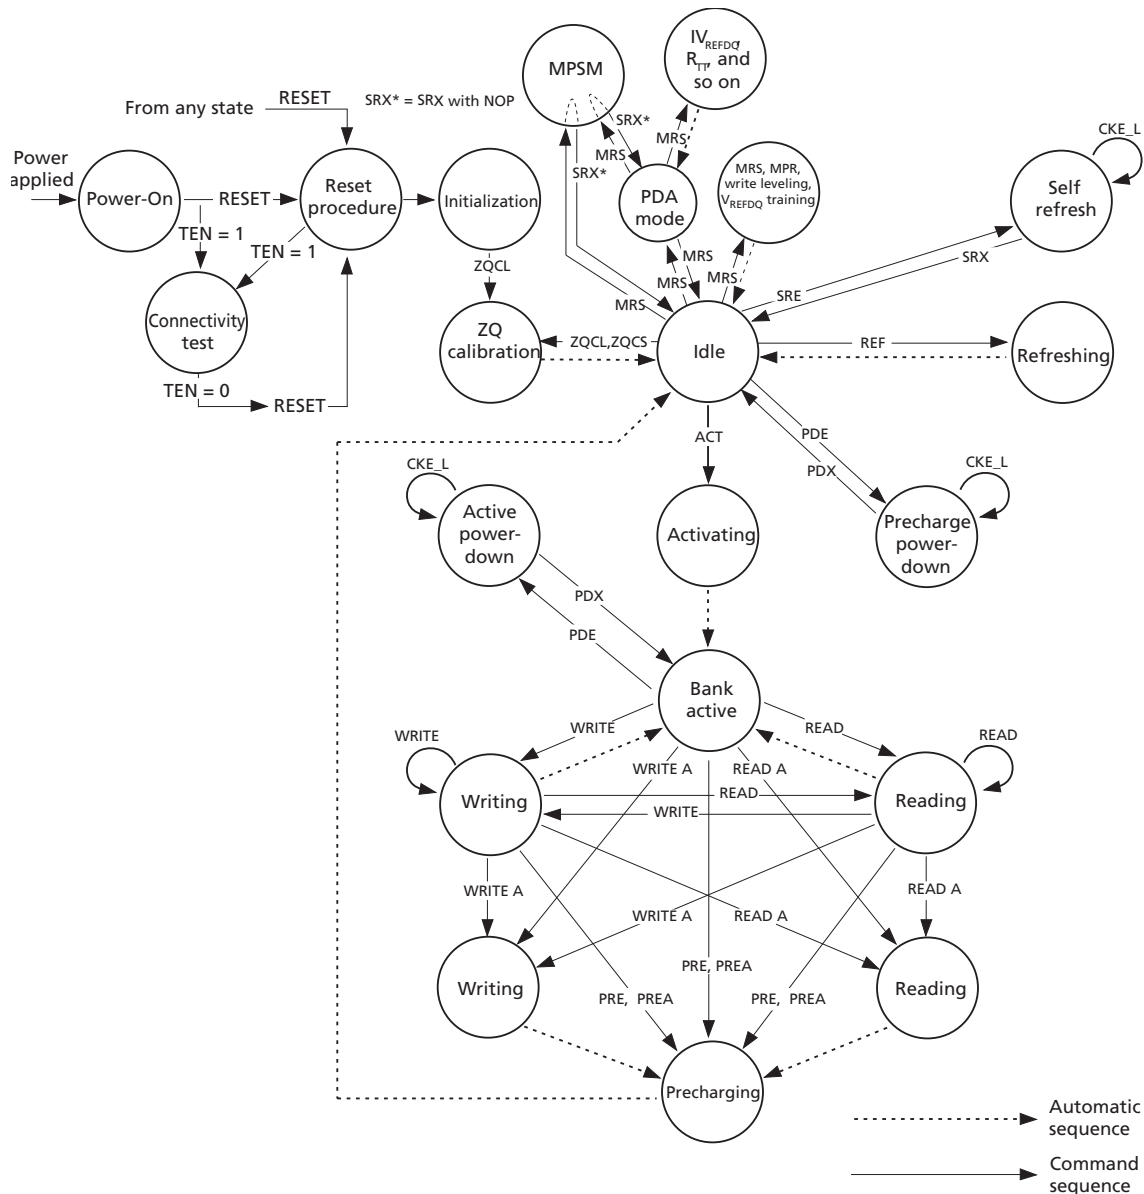 IV_REFDQ,
R_TT, and
so on
MPSM
From any state
RESET
SRX* = SRX with NOP
SRX*
MRS
MRS
CKE_L
Power
applied
Power-On
RESET
Reset
procedure
Initialization
SRX*
PDA
mode
MRS, MPR,
write leveling,
V_REFDQ training
Self
refresh
TEN = 1
TEN = 1
MRS
MRS
MRS
SRX
ZQCL
MRS
SRE
Connectivity
test
ZQ
calibration
ZQCL,ZQCS
Idle
REF
Refreshing
TEN = 0
RESET
ACT
PDE
PDX
CKE_L
CKE_L
Active
power-
down
Activating
Precharge
power-
down
PDX
PDE
Bank
active
WRITE
READ
WRITE
READ
WRITE A
READ A
Writing
READ
Reading
WRITE
WRITE A
READ A
WRITE A
READ A
PRE, PREA
Writing
PRE, PREA
PRE, PREA
Reading
Precharging
Automatic
sequence
Command
sequence